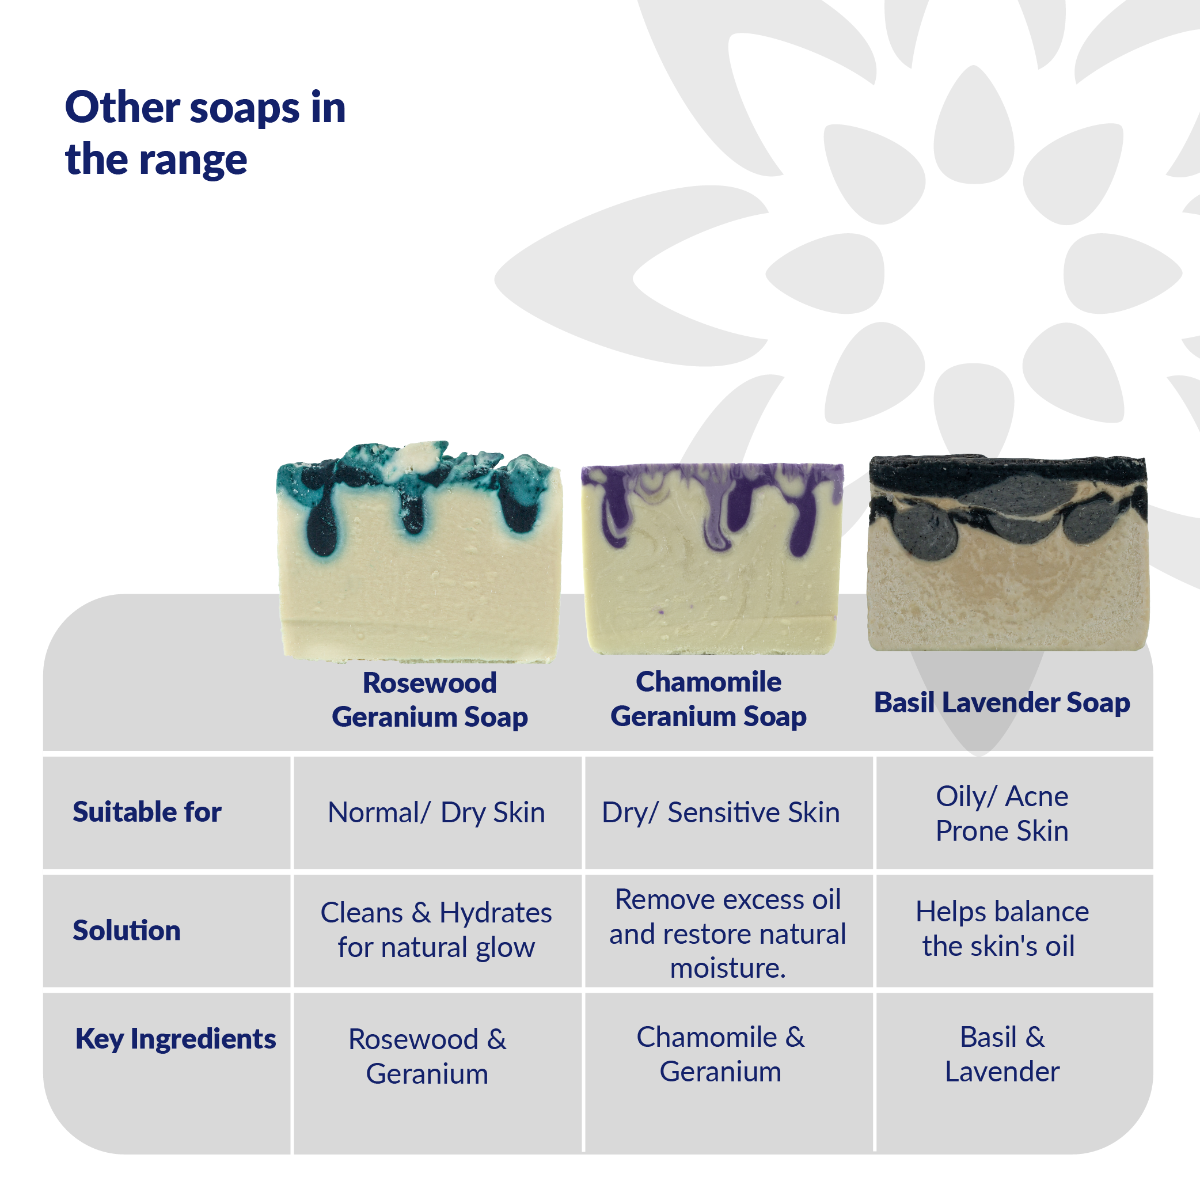 Other soaps in
the range
Rosewood
Geranium Soap
Chamomile
Geranium Soap
Basil Lavender Soap
Suitable for
Normal/ Dry Skin
Dry/ Sensitive Skin
Oily/ Acne
Prone Skin
Solution
Cleans & Hydrates
for natural glow
Remove excess oil
and restore natural
moisture.
Helps balance
the skin's oil
Key Ingredients
Rosewood &
Geranium
Chamomile &
Geranium
Basil &
Lavender